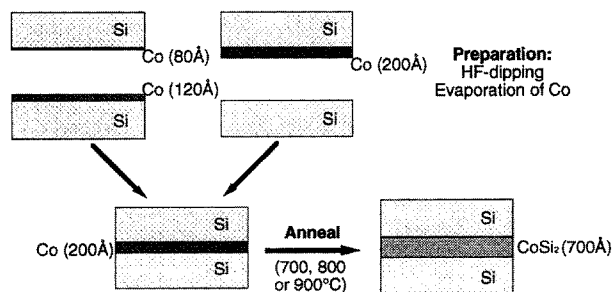 Si
Co (80Å)
Co (120Å)
Si
Si
Co (200Å)
Si
Preparation:
HF-dipping
Evaporation of Co
Si
Co (200Å)
Si
Anneal
(700, 800
or 900°C)
Si
CoSi₂ (700Å)
Si